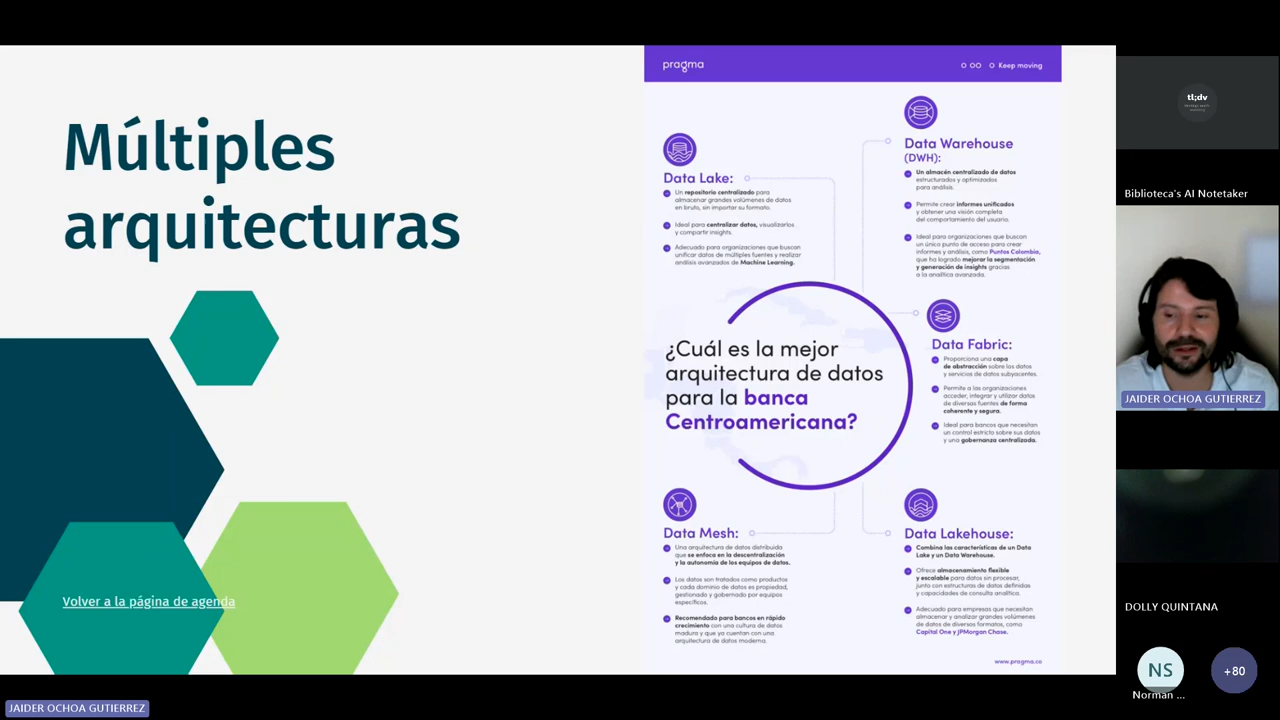 Múltiples
arquitecturas
Volver a la página de agenda
pragma
Keep moving
Data Lake:
Un repositorio centralizado para
almacenar grandes volúmenes de datos
en bruto, sin importar su formato.
Ideal para centralizar datos, visualizarlos
y compartir insights.
Adecuado para organizaciones que buscan
unificar datos de múltiples fuentes y realizar
análisis avanzados de Machine Learning.
Data Warehouse
(DWH):
Un almacén centralizado de datos
estructurados y optimizados
para análisis.
Permite crear informes unificados
y obtener una visión completa
del comportamiento del usuario.
Ideal para organizaciones que buscan
un único punto de acceso para crear
informes y análisis, como Puntos Colombia,
que ha logrado mejorar la segmentación
y generación de insights gracias
a la analítica avanzada.
¿Cuál es la mejor
arquitectura de datos
para la banca
Centroamericana?
Data Fabric:
Proporciona una capa
de abstracción sobre los datos
y servicios de datos subyacentes.
Permite a las organizaciones
acceder, integrar y utilizar datos
de diversas fuentes de forma
coherente y segura.
Ideal para bancos que necesitan
un control estricto sobre sus datos
y una gobernanza centralizada.
Data Mesh:
Una arquitectura de datos distribuida
que se enfoca en la descentralización
y la autonomía de los equipos de datos.
Los datos son tratados como productos
y cada dominio de datos es propiedad,
gestionado y gobernado por equipos
específicos.
Recomendado para bancos en rápido
crecimiento con una cultura de datos
madura y que ya cuentan con una
arquitectura de datos moderno.
Data Lakehouse:
Combina las características de un Data
Lake y un Data Warehouse.
Ofrece almacenamiento flexible
y escalable para datos sin procesar,
junto con estructuras de datos definidas
y capacidades de consulta analítica.
Adecuado para empresas que necesitan
almacenar y analizar grandes volúmenes
de datos de diversos formatos, como
Capital One y JPMorgan Chase.
www.pragma.co
tl;dv
Biblioteca's AI Notetaker
JAIDER OCHOA GUTIERREZ
DOLLY QUINTANA
NS
Norman ...
+80
JAIDER OCHOA GUTIERREZ